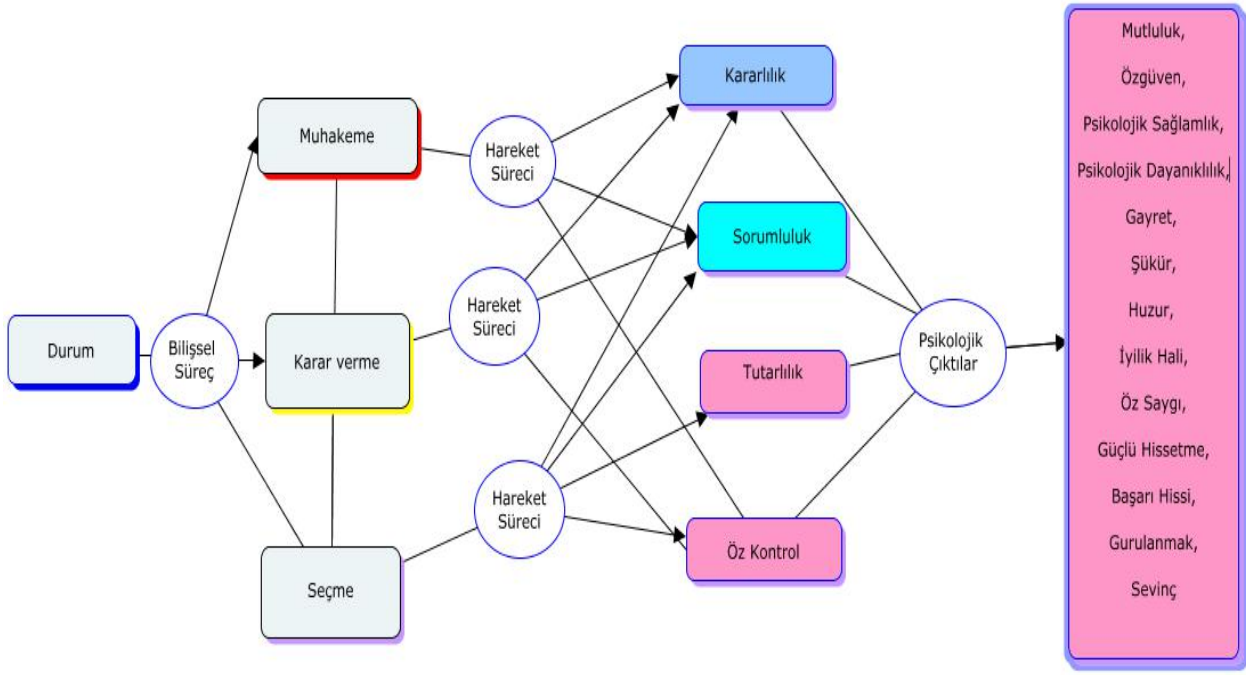 Durum
Bilişsel
Süreç
Muhakeme
Karar verme
Seçme
Hareket
Süreci
Hareket
Süreci
Hareket
Süreci
Kararlılık
Sorumluluk
Tutarlılık
Öz Kontrol
Psikolojik
Çıktılar
Mutluluk,
Özgüven,
Psikolojik Sağlamlık,
Psikolojik Dayanıklılık,
Gayret,
Şükür,
Huzur,
İyilik Hali,
Öz Saygı,
Güçlü Hissetme,
Başarı Hissi,
Gurulanmak,
Sevinç